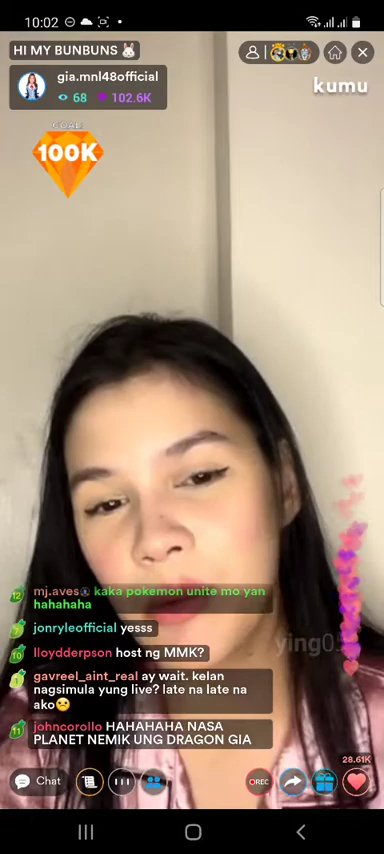 10:02
HI MY BUNBUNS 🐰
gia.mnl48official
68 102.6K
kumu
GOAL:
100K
12 mj.aves kaka pokemon unite mo yan
hahahaha
jonryleofficial yesss
10 lloydderpson host ng MMK?
gavreel_aint_real ay wait. kelan
nagsimula yung live? late na late na
ako😕
11 johncorollo HAHAHAHA NASA
PLANET NEMIK UNG DRAGON GIA
28.61K
Chat
REC